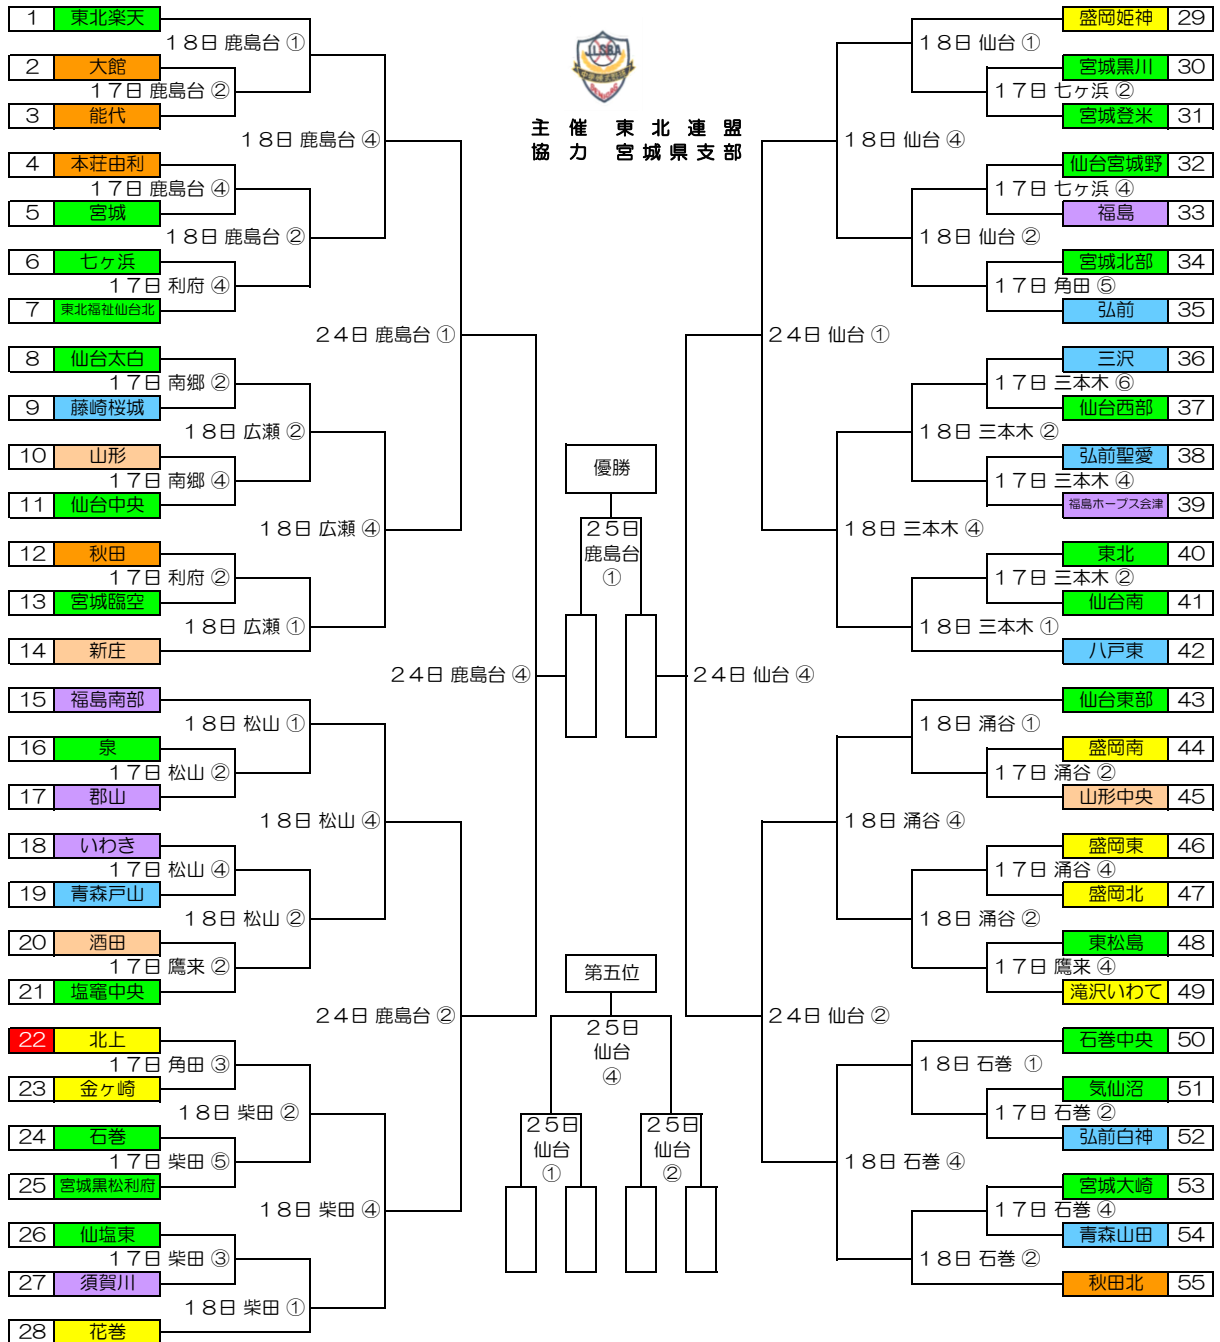 1 東北楽天
18日 鹿島台 ①
2 大館
17日 鹿島台 ②
3 能代
18日 鹿島台 ④
4 本荘由利
17日 鹿島台 ④
5 宮城
18日 鹿島台 ②
6 七ヶ浜
17日 利府 ④
7 東北福祉仙台北
24日 鹿島台 ①
8 仙台太白
17日 南郷 ②
9 藤崎桜城
18日 広瀬 ②
10 山形
17日 南郷 ④
11 仙台中央
18日 広瀬 ④
12 秋田
17日 利府 ②
13 宮城臨空
18日 広瀬 ①
14 新庄
24日 鹿島台 ④
15 福島南部
18日 松山 ①
16 泉
17日 松山 ②
17 郡山
18日 松山 ④
18 いわき
17日 松山 ④
19 青森戸山
18日 松山 ②
20 酒田
17日 鷹来 ②
21 塩竈中央
24日 鹿島台 ②
22 北上
17日 角田 ③
23 金ヶ崎
18日 柴田 ②
24 石巻
17日 柴田 ⑤
25 宮城黒松利府
18日 柴田 ④
26 仙塩東
17日 柴田 ③
27 須賀川
18日 柴田 ①
28 花巻
JLSBA
主催 東北連盟
協力 宮城県支部
優勝
25日
鹿島台
①
第五位
25日
仙台
④
25日
仙台
①
25日
仙台
②
盛岡姫神 29
18日 仙台 ①
宮城黒川 30
17日 七ヶ浜 ②
宮城登米 31
18日 仙台 ④
仙台宮城野 32
17日 七ヶ浜 ④
福島 33
18日 仙台 ②
宮城北部 34
17日 角田 ⑤
弘前 35
24日 仙台 ①
三沢 36
17日 三本木 ⑥
仙台西部 37
18日 三本木 ②
弘前聖愛 38
17日 三本木 ④
福島ホープス会津 39
18日 三本木 ④
東北 40
17日 三本木 ②
仙台南 41
18日 三本木 ①
八戸東 42
24日 仙台 ④
仙台東部 43
18日 涌谷 ①
盛岡南 44
17日 涌谷 ②
山形中央 45
18日 涌谷 ④
盛岡東 46
17日 涌谷 ④
盛岡北 47
18日 涌谷 ②
東松島 48
17日 鷹来 ④
滝沢いわて 49
24日 仙台 ②
石巻中央 50
18日 石巻 ①
気仙沼 51
17日 石巻 ②
弘前白神 52
18日 石巻 ④
宮城大崎 53
17日 石巻 ④
青森山田 54
18日 石巻 ②
秋田北 55